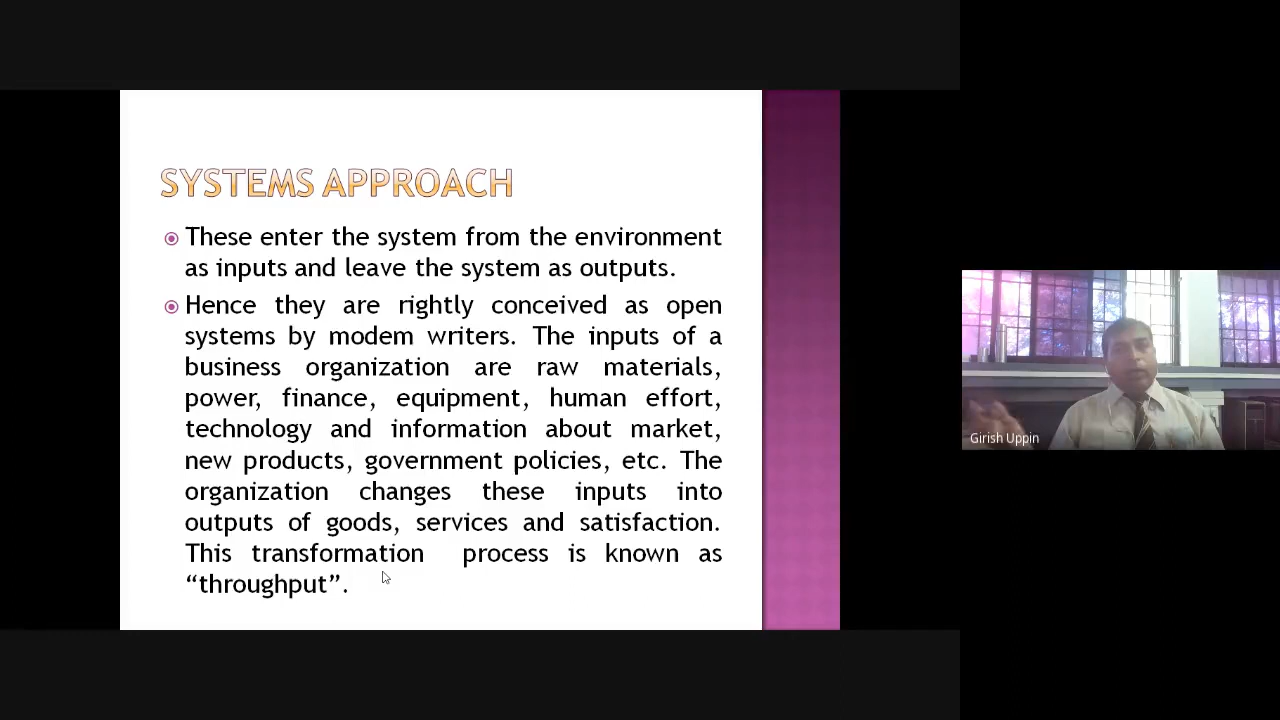 SYSTEMS APPROACH
These enter the system from the environment
as inputs and leave the system as outputs.
Hence they are rightly conceived as open
systems by modem writers. The inputs of a
business organization are raw materials,
power, finance, equipment, human effort,
technology and information about market,
new products, government policies, etc. The
organization changes these inputs into
outputs of goods, services and satisfaction.
This transformation process is known as
“throughput”.
Girish Uppin